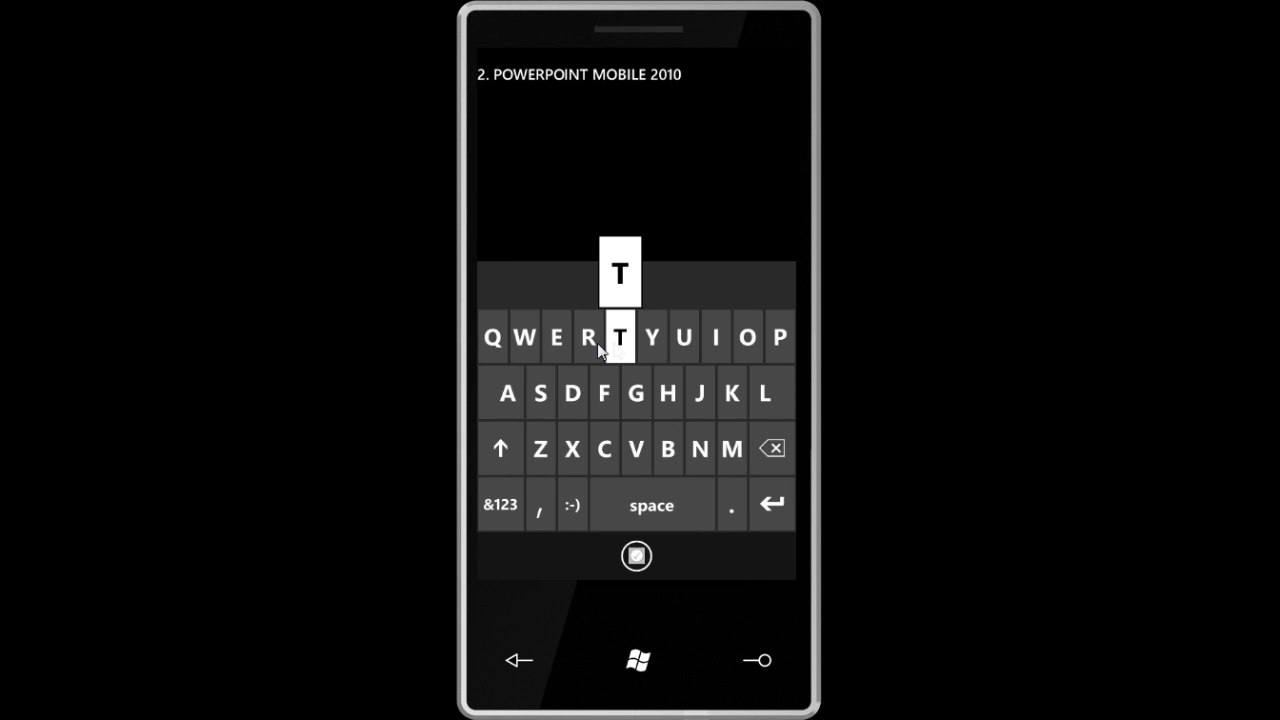 2. POWERPOINT MOBILE 2010
T
Q W E R T Y U I O P
A S D F G H J K L
Z X C V B N M
&123 , :-) space .